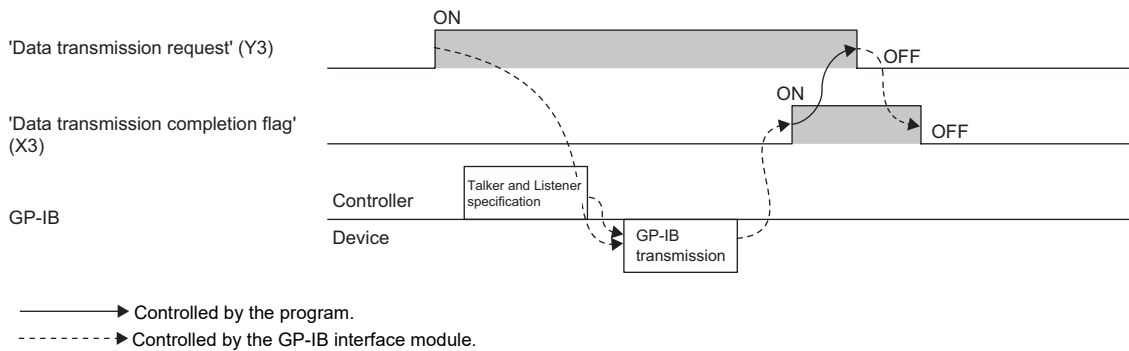 ON
'Data transmission request' (Y3)
OFF
ON
'Data transmission completion flag'
(X3)
OFF
Talker and Listener
specification
Controller
GP-IB
Device
GP-IB
transmission
Controlled by the program.
Controlled by the GP-IB interface module.